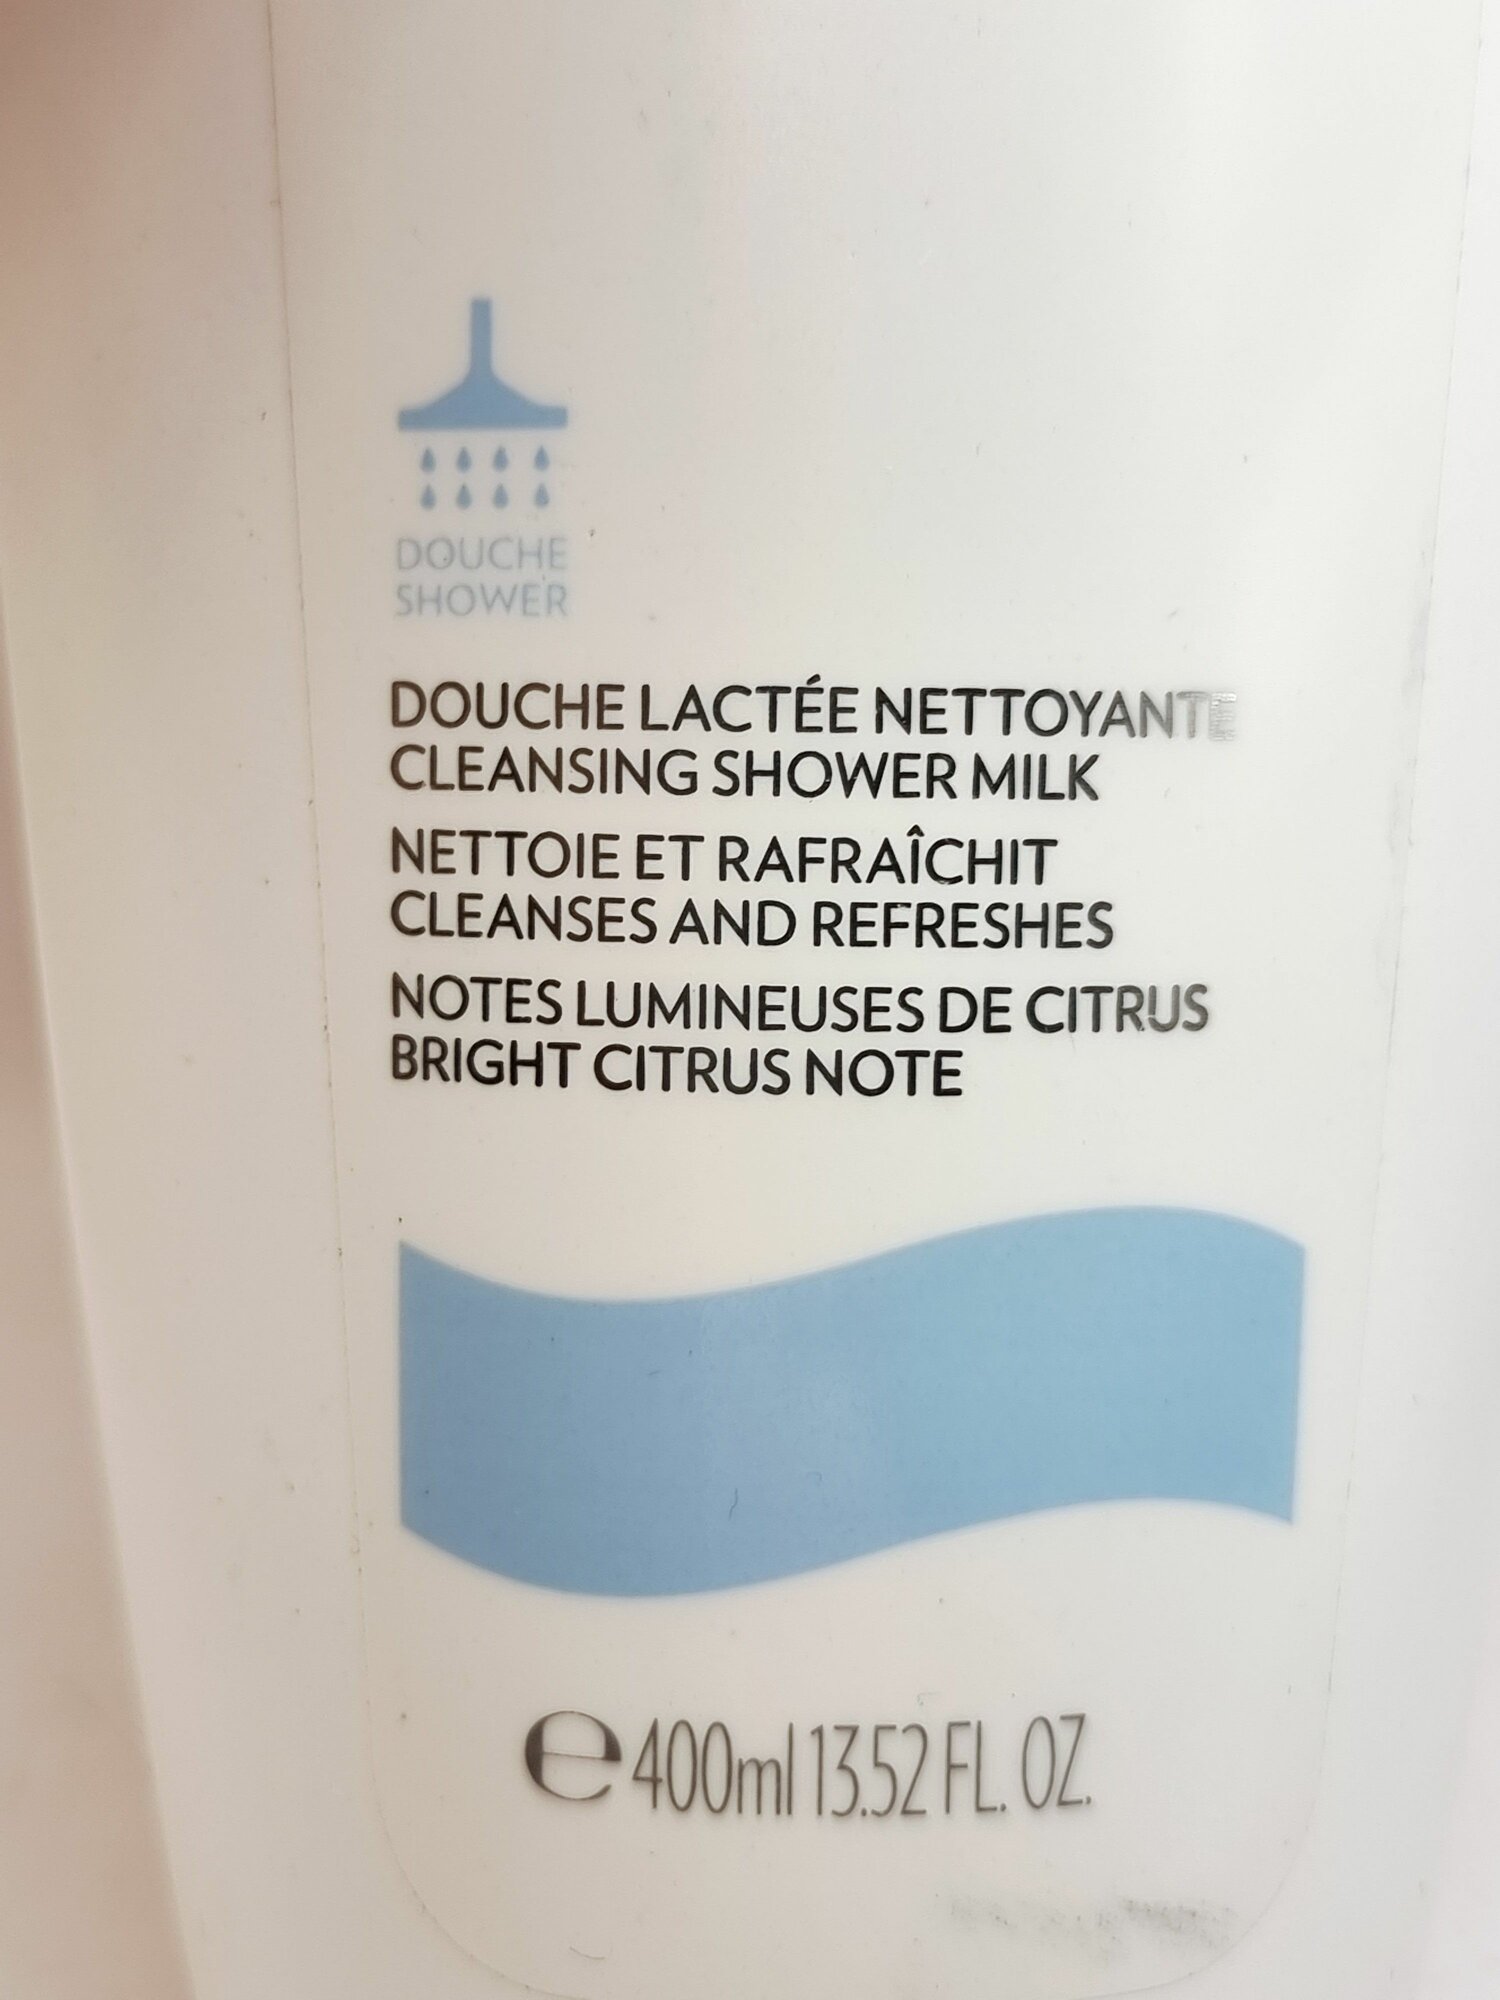 DOUCHE
SHOWER
DOUCHE LACTÉE NETTOYANTE
CLEANSING SHOWER MILK
NETTOIE ET RAFRAÎCHIT
CLEANSES AND REFRESHES
NOTES LUMINEUSES DE CITRUS
BRIGHT CITRUS NOTE
℮ 400ml 13.52 FL. OZ.